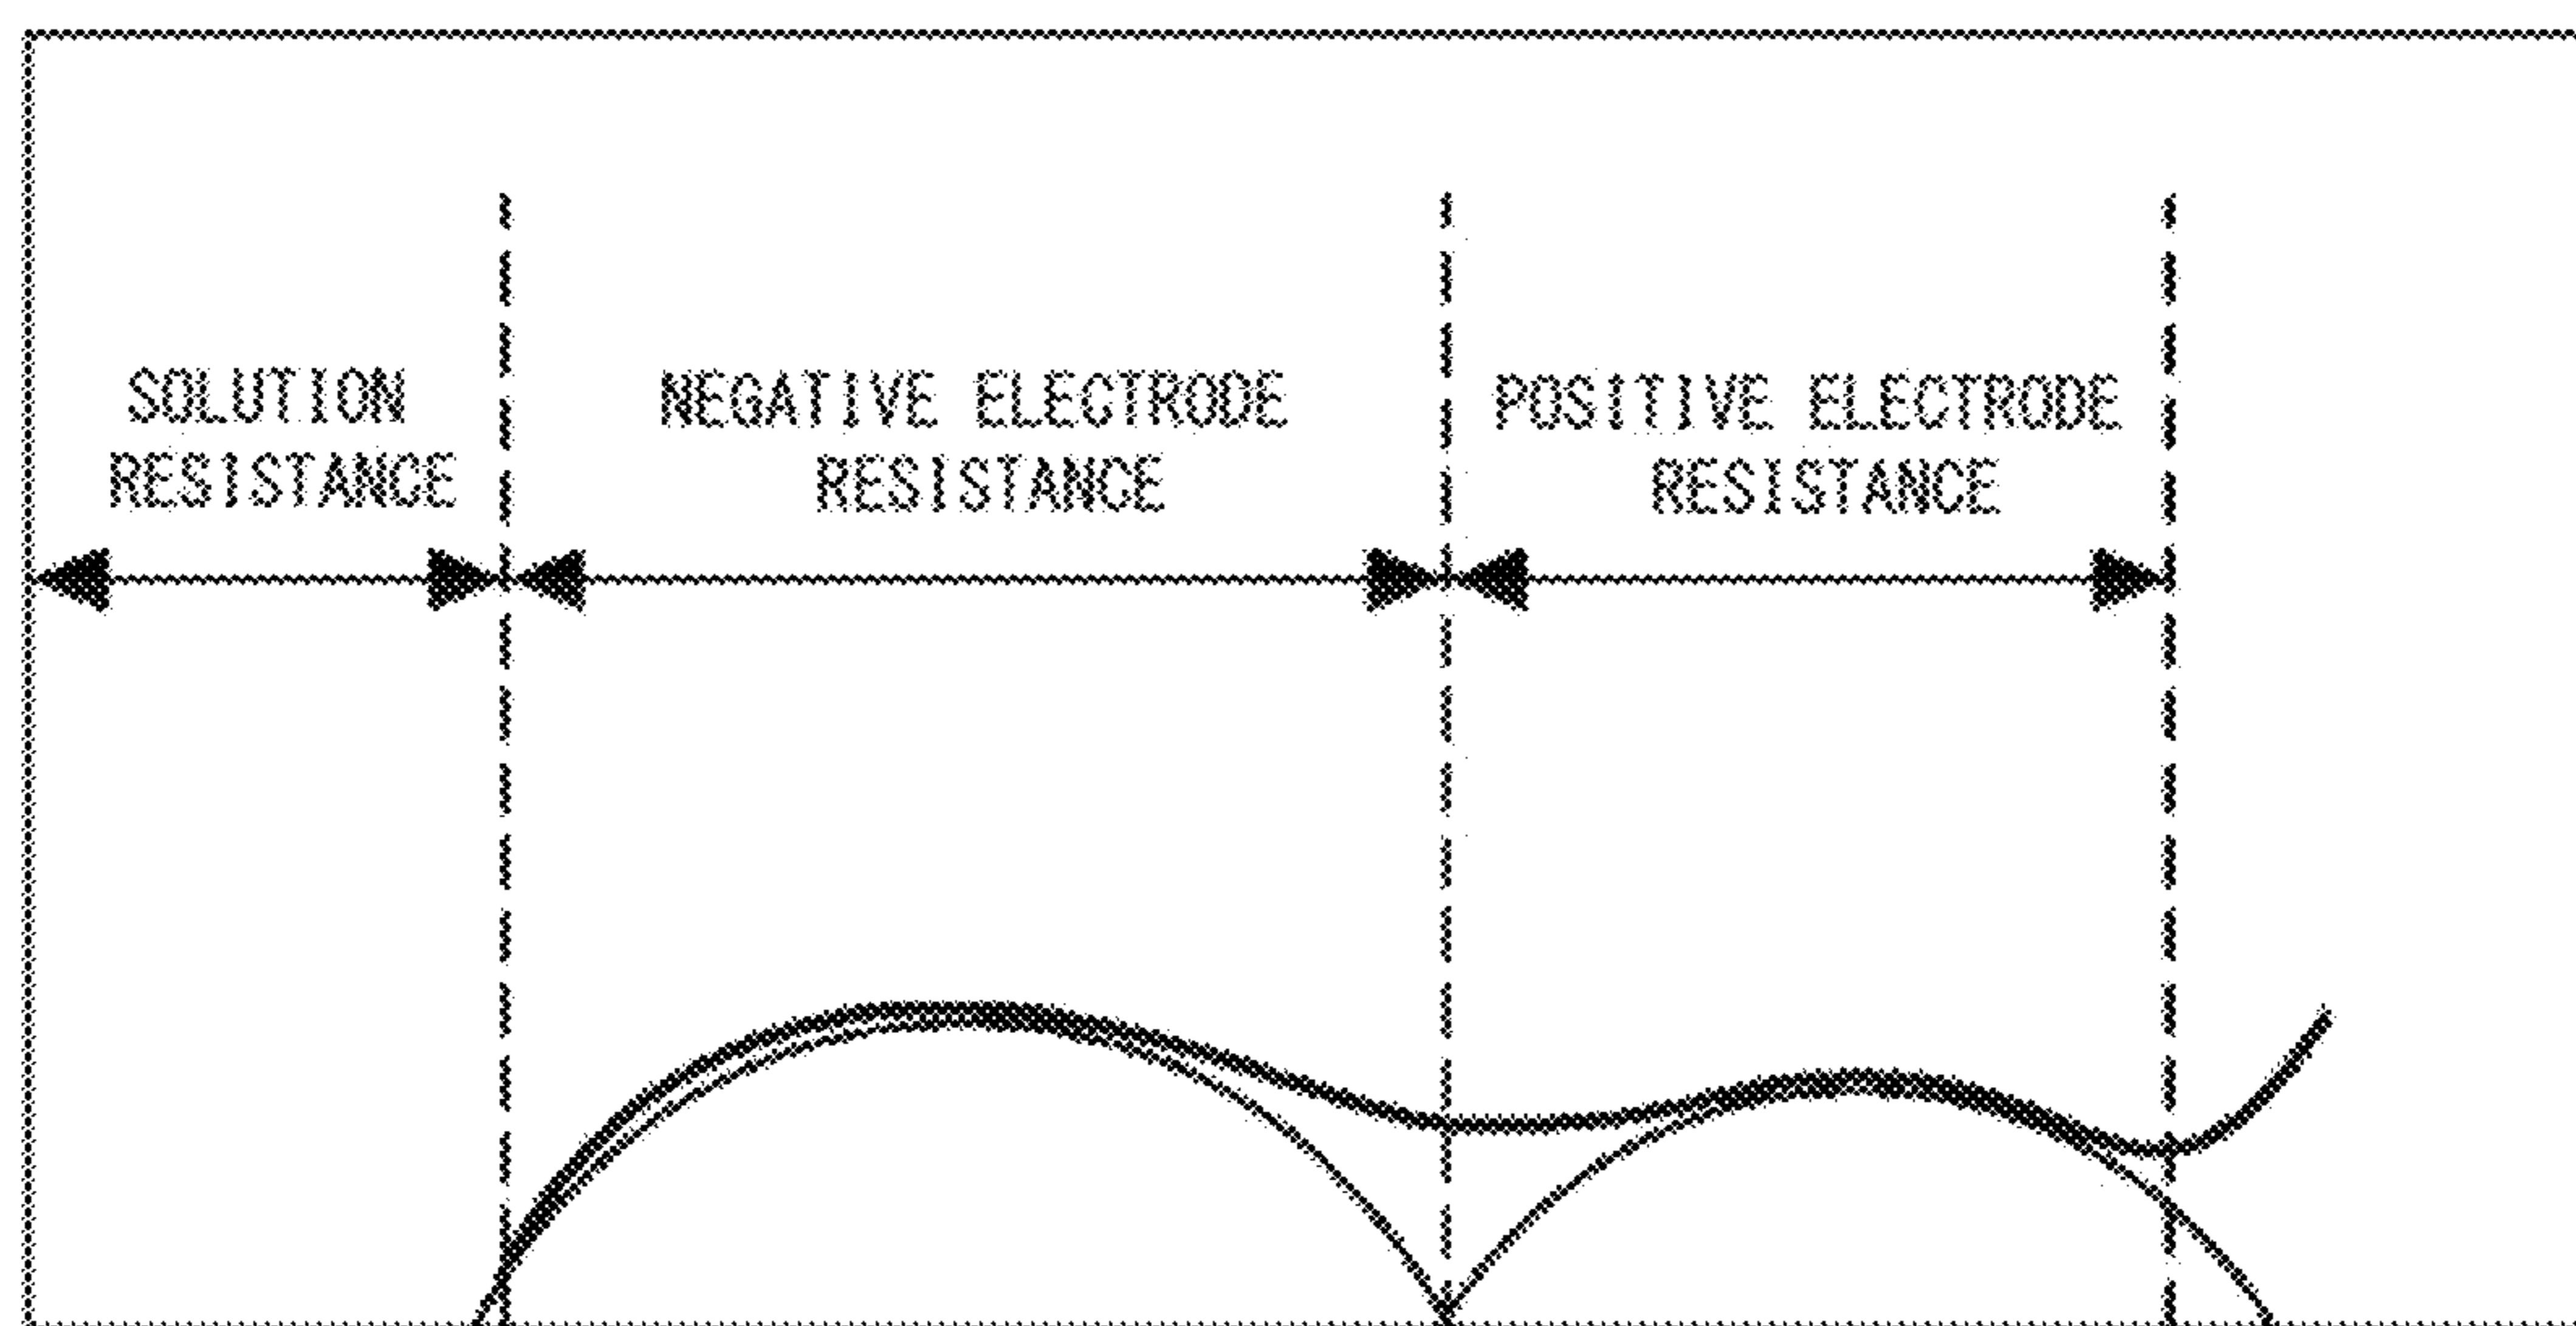 SOLUTION
RESISTANCE
NEGATIVE ELECTRODE
RESISTANCE
POSITIVE ELECTRODE
RESISTANCE